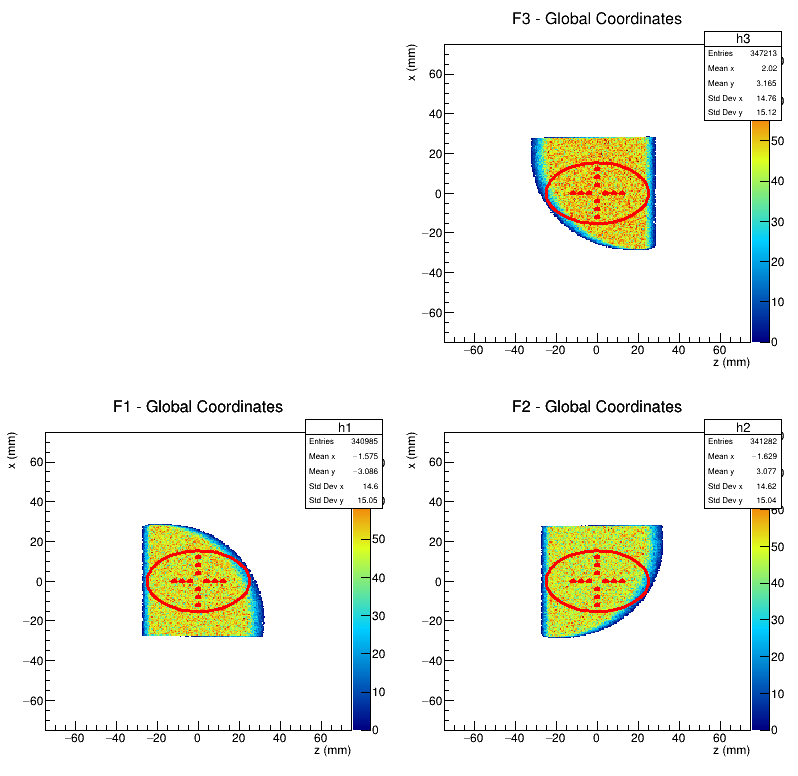 F3 - Global Coordinates
h3
Entries 347213
Mean x 2.02
Mean y 3.165
Std Dev x 14.76
Std Dev y 15.12
x (mm)
60
40
20
0
−20
−40
−60
−60 −40 −20 0 20 40 60
z (mm)
50
40
30
20
10
0
F1 - Global Coordinates
h1
Entries 340985
Mean x −1.575
Mean y −3.086
Std Dev x 14.6
Std Dev y 15.05
x (mm)
60
40
20
0
−20
−40
−60
−60 −40 −20 0 20 40 60
z (mm)
50
40
30
20
10
0
F2 - Global Coordinates
h2
Entries 341282
Mean x −1.629
Mean y 3.077
Std Dev x 14.62
Std Dev y 15.04
x (mm)
60
40
20
0
−20
−40
−60
−60 −40 −20 0 20 40 60
z (mm)
60
50
40
30
20
10
0